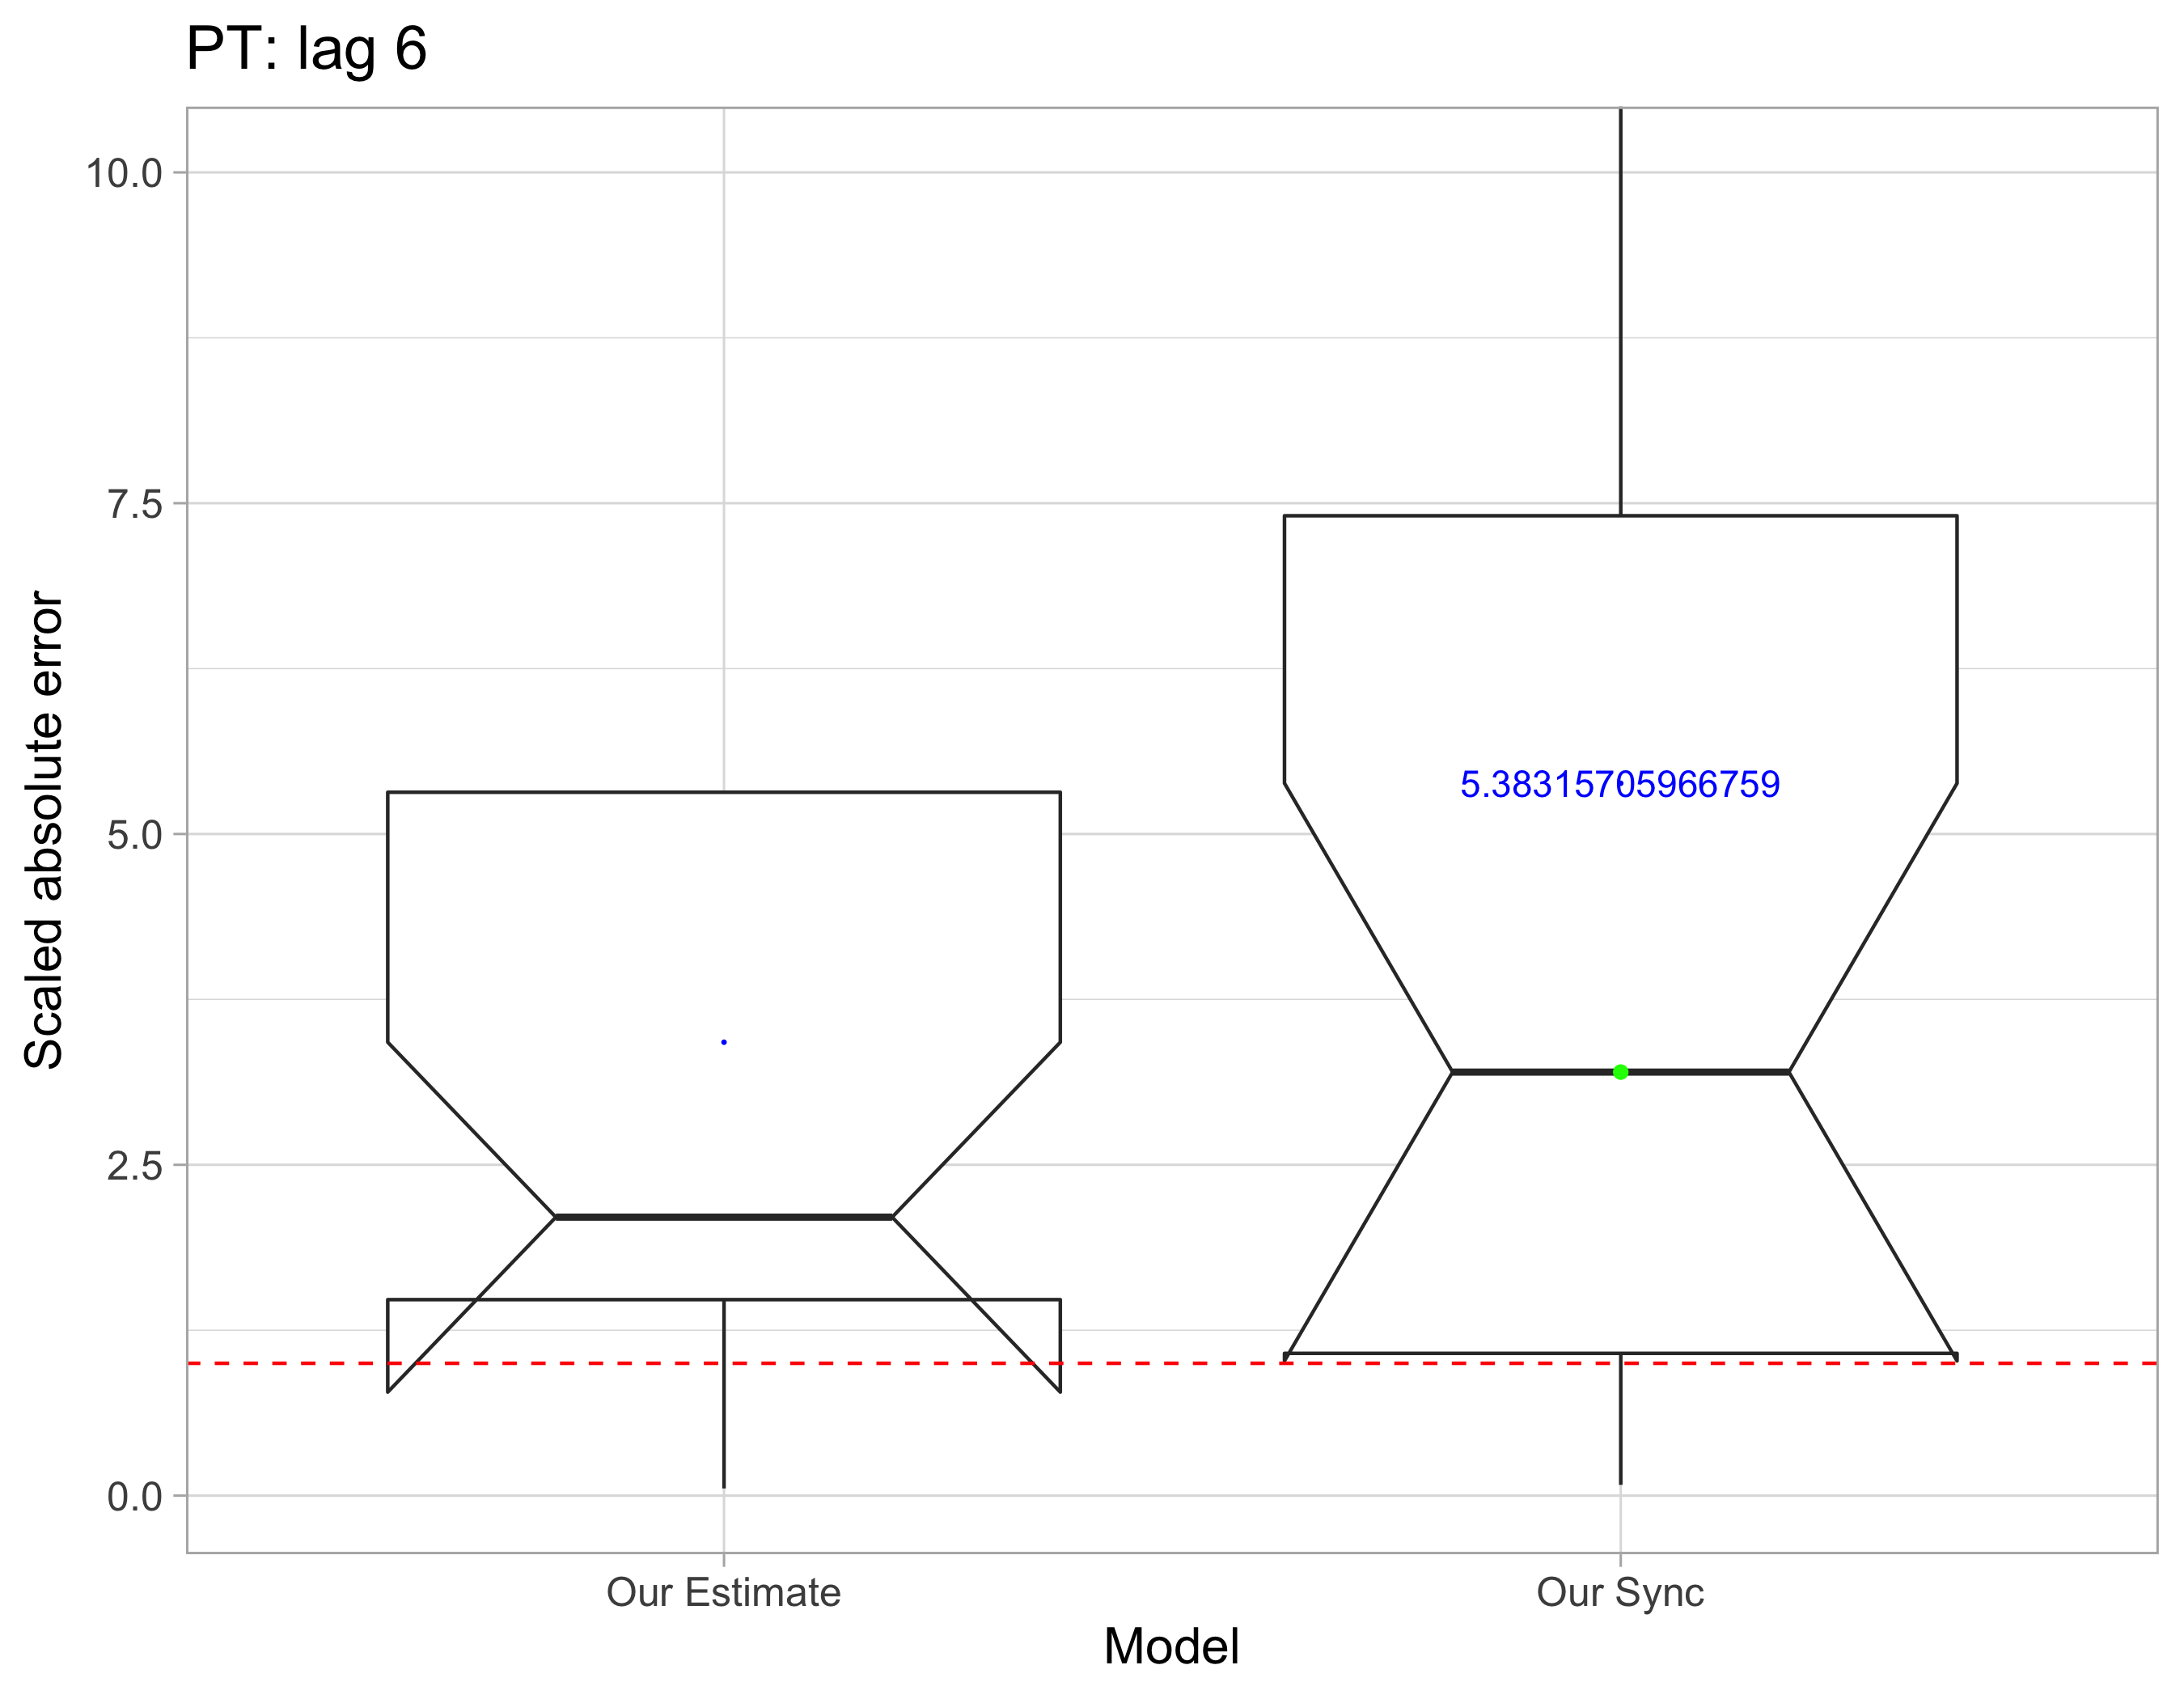 PT: lag 6
10.0
7.5
5.0
2.5
0.0
Scaled absolute error
5.38315705966759
Our Estimate
Our Sync
Model